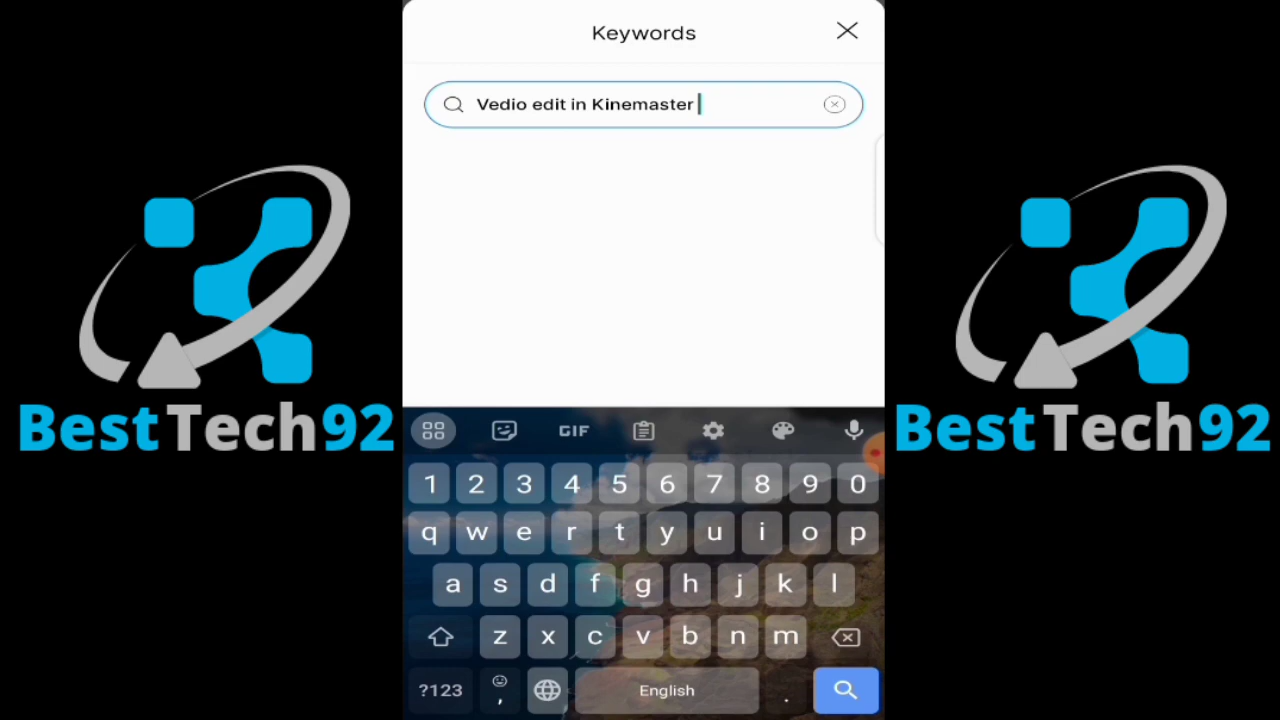 Keywords
Vedio edit in Kinemaster
BestTech92
BestTech92
GIF
1 2 3 4 5 6 7 8 9 0
q w e r t y u i o p
a s d f g h j k l
z x c v b n m
?123 , English .